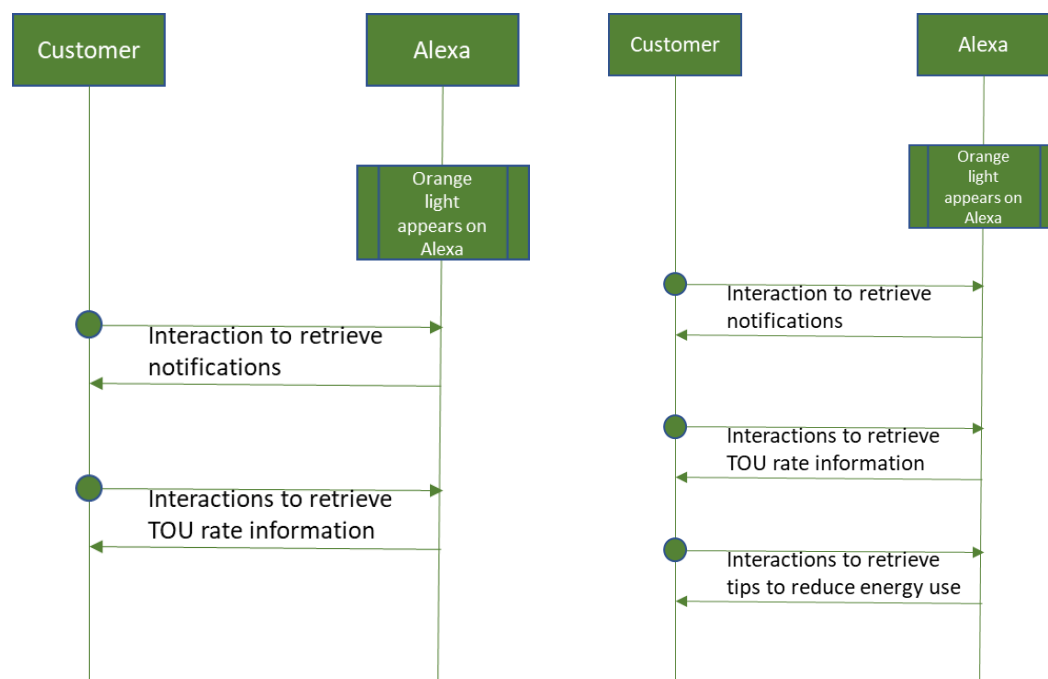 Customer
Alexa
Orange
light
appears on
Alexa
Interaction to retrieve
notifications
Interactions to retrieve
TOU rate information
Customer
Alexa
Orange
light
appears on
Alexa
Interaction to retrieve
notifications
Interactions to retrieve
TOU rate information
Interactions to retrieve
tips to reduce energy use